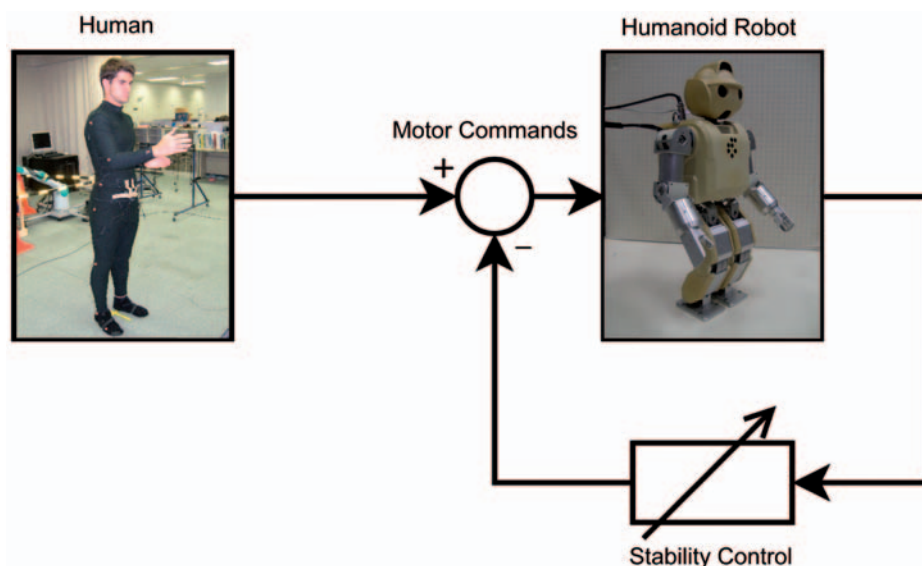 Human
Humanoid Robot
Motor Commands
+
−
Stability Control